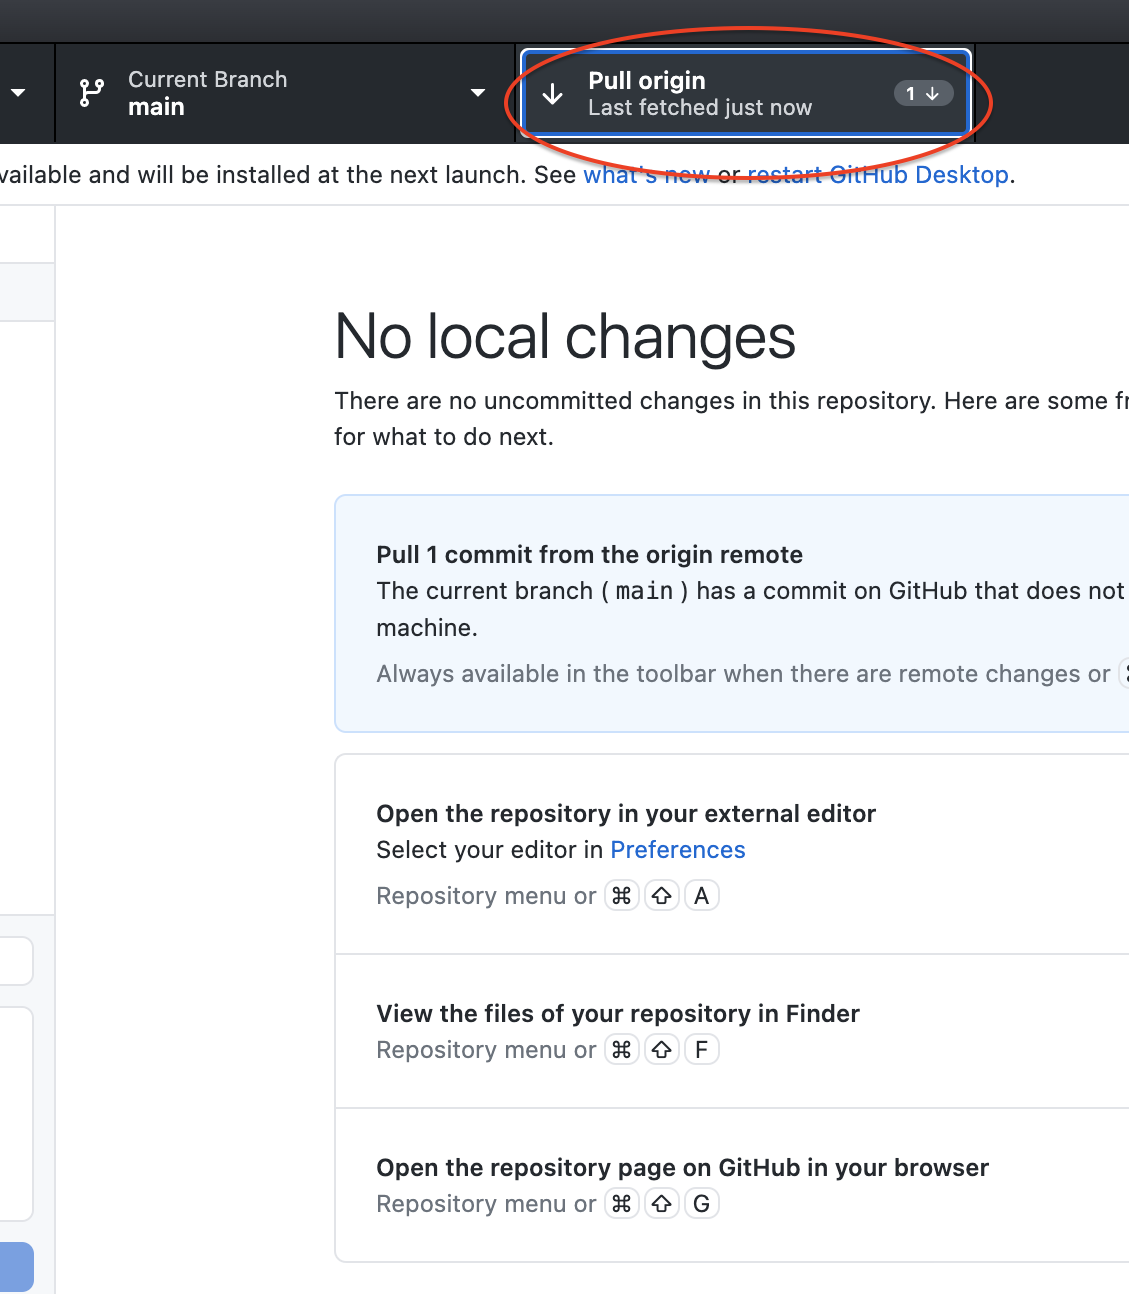 Current Branch
main
Pull origin
Last fetched just now
1
available and will be installed at the next launch. See what's new or restart GitHub Desktop.
No local changes
There are no uncommitted changes in this repository. Here are some
for what to do next.
Pull 1 commit from the origin remote
The current branch ( main ) has a commit on GitHub that does not
machine.
Always available in the toolbar when there are remote changes or
Open the repository in your external editor
Select your editor in Preferences
Repository menu or ⌘ ⇧ A
View the files of your repository in Finder
Repository menu or ⌘ ⇧ F
Open the repository page on GitHub in your browser
Repository menu or ⌘ ⇧ G